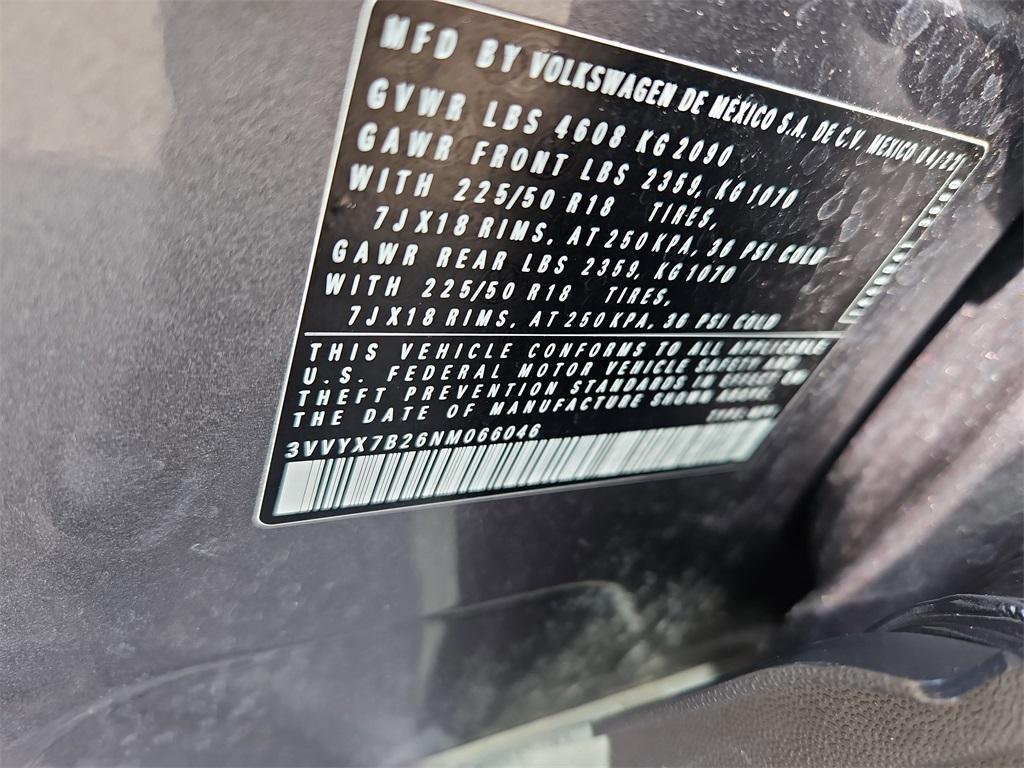 MFD BY VOLKSWAGEN DE MEXICO S.A. DE C.V. MEXICO
GVWR LBS 4608 KG 2090
GAWR FRONT LBS 2359, KG 1070
WITH 225/50 R18 TIRES,
7JX18 RIMS, AT 250 KPA, 36 PSI COLD
GAWR REAR LBS 2359, KG 1070
WITH 225/50 R18 TIRES,
7JX18 RIMS, AT 250 KPA, 36 PSI COLD
THIS VEHICLE CONFORMS TO ALL APPLICABLE
U.S. FEDERAL MOTOR VEHICLE SAFETY AND
THEFT PREVENTION STANDARDS IN EFFECT ON
THE DATE OF MANUFACTURE SHOWN ABOVE.
3VVYX7B26NM066046